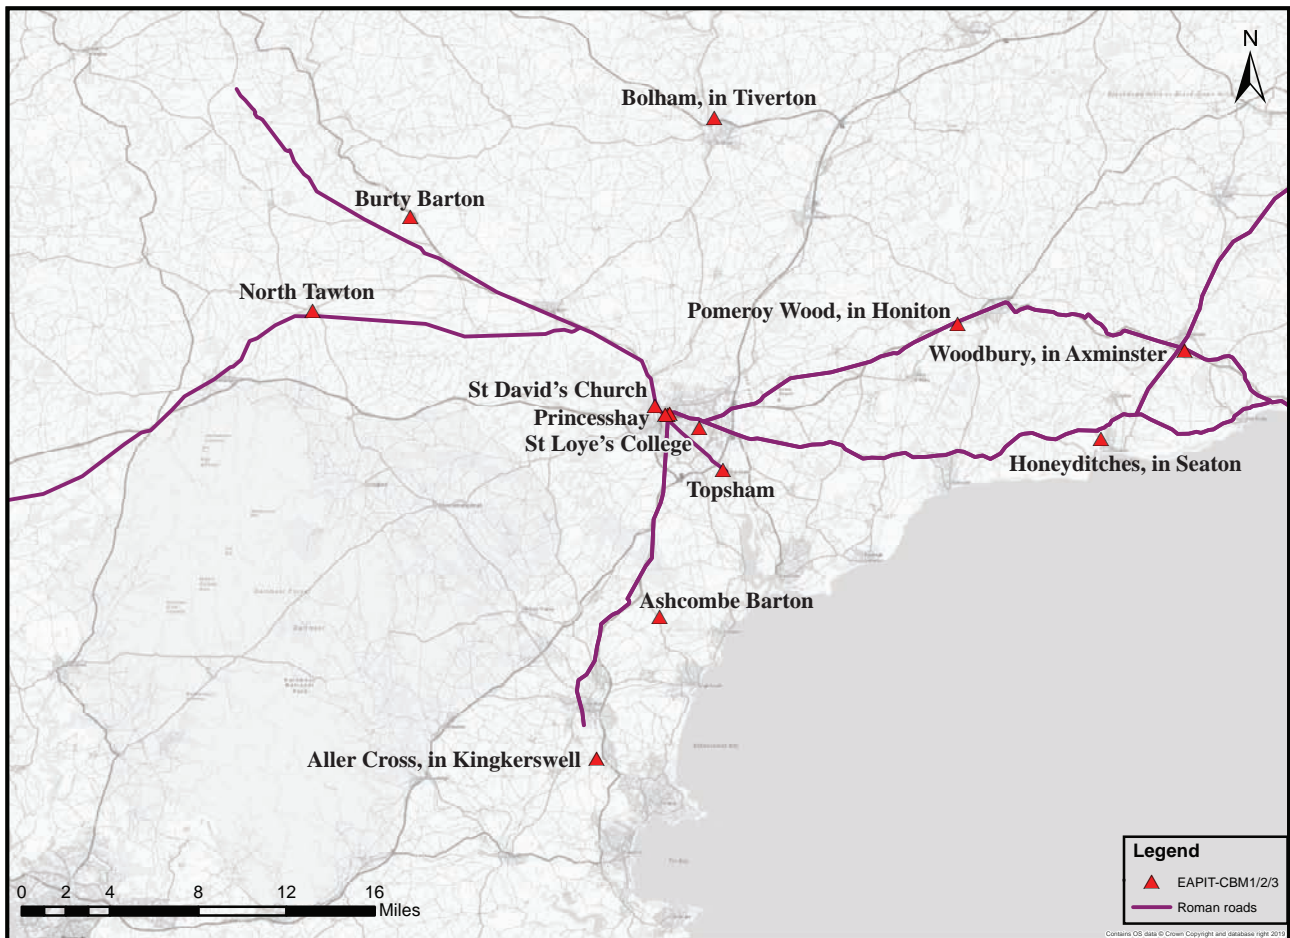 N
Bolham, in Tiverton
Burty Barton
North Tawton
Pomeroy Wood, in Honiton
Woodbury, in Axminster
St David's Church
Princesshay
St Loye's College
Honeyditches, in Seaton
Topsham
Ashcombe Barton
Aller Cross, in Kingkerswell
Legend
EAPIT-CBM1/2/3
Roman roads
0 2 4 8 12 16
Miles
Contains OS data © Crown Copyright and database right 2019